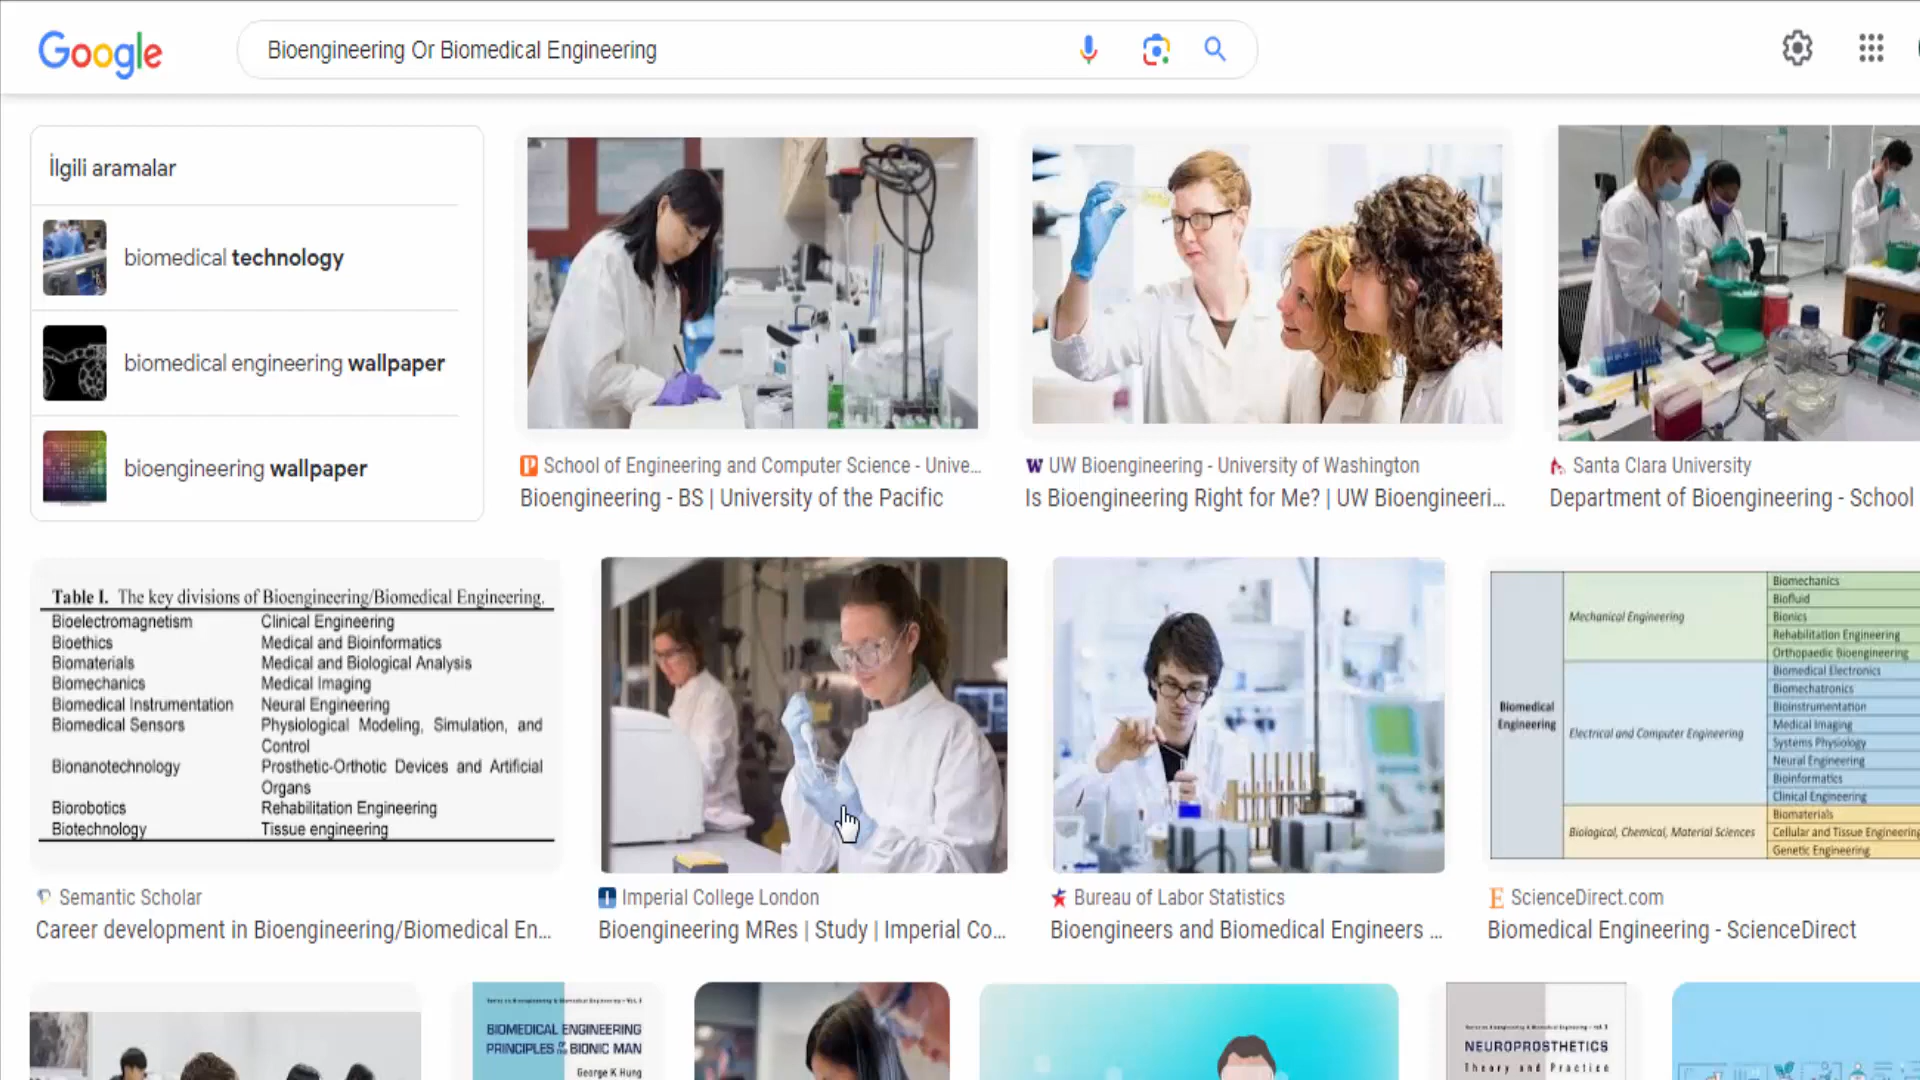 Google
Bioengineering Or Biomedical Engineering
İlgili aramalar
biomedical technology
biomedical engineering wallpaper
bioengineering wallpaper
School of Engineering and Computer Science - Unive...
Bioengineering - BS | University of the Pacific
UW Bioengineering - University of Washington
Is Bioengineering Right for Me? | UW Bioengineeri...
Santa Clara University
Department of Bioengineering - School
Table I. The key divisions of Bioengineering/Biomedical Engineering.
Bioelectromagnetism Clinical Engineering
Bioethics Medical and Bioinformatics
Biomaterials Medical and Biological Analysis
Biomechanics Medical Imaging
Biomedical Instrumentation Neural Engineering
Biomedical Sensors Physiological Modeling, Simulation, and
Control
Bionanotechnology Prosthetic-Orthotic Devices and Artificial
Organs
Biorobotics Rehabilitation Engineering
Biotechnology Tissue engineering
Biomedical
Engineering
Mechanical Engineering
Biomechanics
Biofluid
Bionics
Rehabilitation Engineering
Orthopaedic Bioengineering
Electrical and Computer Engineering
Biomedical Electronics
Biomechatronics
Bioinstrumentation
Medical Imaging
Systems Physiology
Neural Engineering
Bioinformatics
Clinical Engineering
Biological, Chemical, Material Sciences
Biomaterials
Cellular and Tissue Engineering
Genetic Engineering
Semantic Scholar
Career development in Bioengineering/Biomedical En...
Imperial College London
Bioengineering MRes | Study | Imperial Co...
Bureau of Labor Statistics
Bioengineers and Biomedical Engineers ...
ScienceDirect.com
Biomedical Engineering - ScienceDirect
BIOMEDICAL ENGINEERING
PRINCIPLES OF THE BIONIC MAN
George K Hung
NEUROPROSTHETICS
Theory and Practice